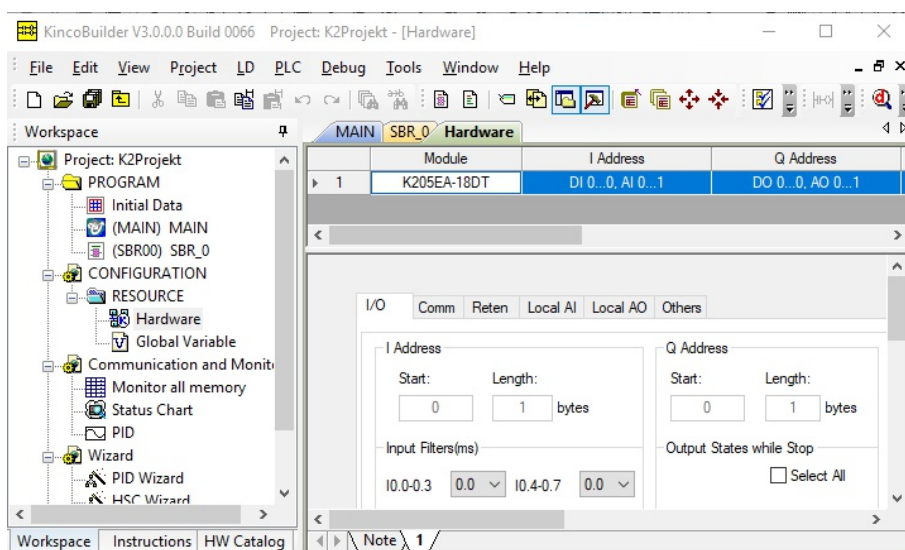 KincoBuilder V3.0.0.0 Build 0066 Project: K2Projekt - [Hardware]
File Edit View Project LD PLC Debug Tools Window Help
Workspace
Project: K2Projekt
PROGRAM
Initial Data
(MAIN) MAIN
(SBR00) SBR_0
CONFIGURATION
RESOURCE
Hardware
Global Variable
Communication and Monit
Monitor all memory
Status Chart
PID
Wizard
PID Wizard
HSC Wizard
Workspace Instructions HW Catalog
MAIN SBR_0 Hardware
Module I Address Q Address
1 K205EA-18DT DI 0...0, AI 0...1 DO 0...0, AO 0...1
I/O Comm Reten Local AI Local AO Others
I Address
Start: Length:
0 1 bytes
Input Filters(ms)
I0.0-0.3 0.0 I0.4-0.7 0.0
Q Address
Start: Length:
0 1 bytes
Output States while Stop
Select All
Note 1